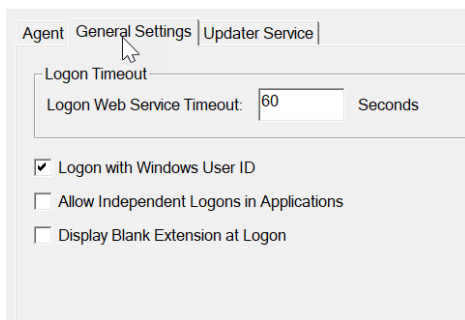 Agent General Settings Updater Service
Logon Timeout
Logon Web Service Timeout: 60 Seconds
Logon with Windows User ID
Allow Independent Logons in Applications
Display Blank Extension at Logon